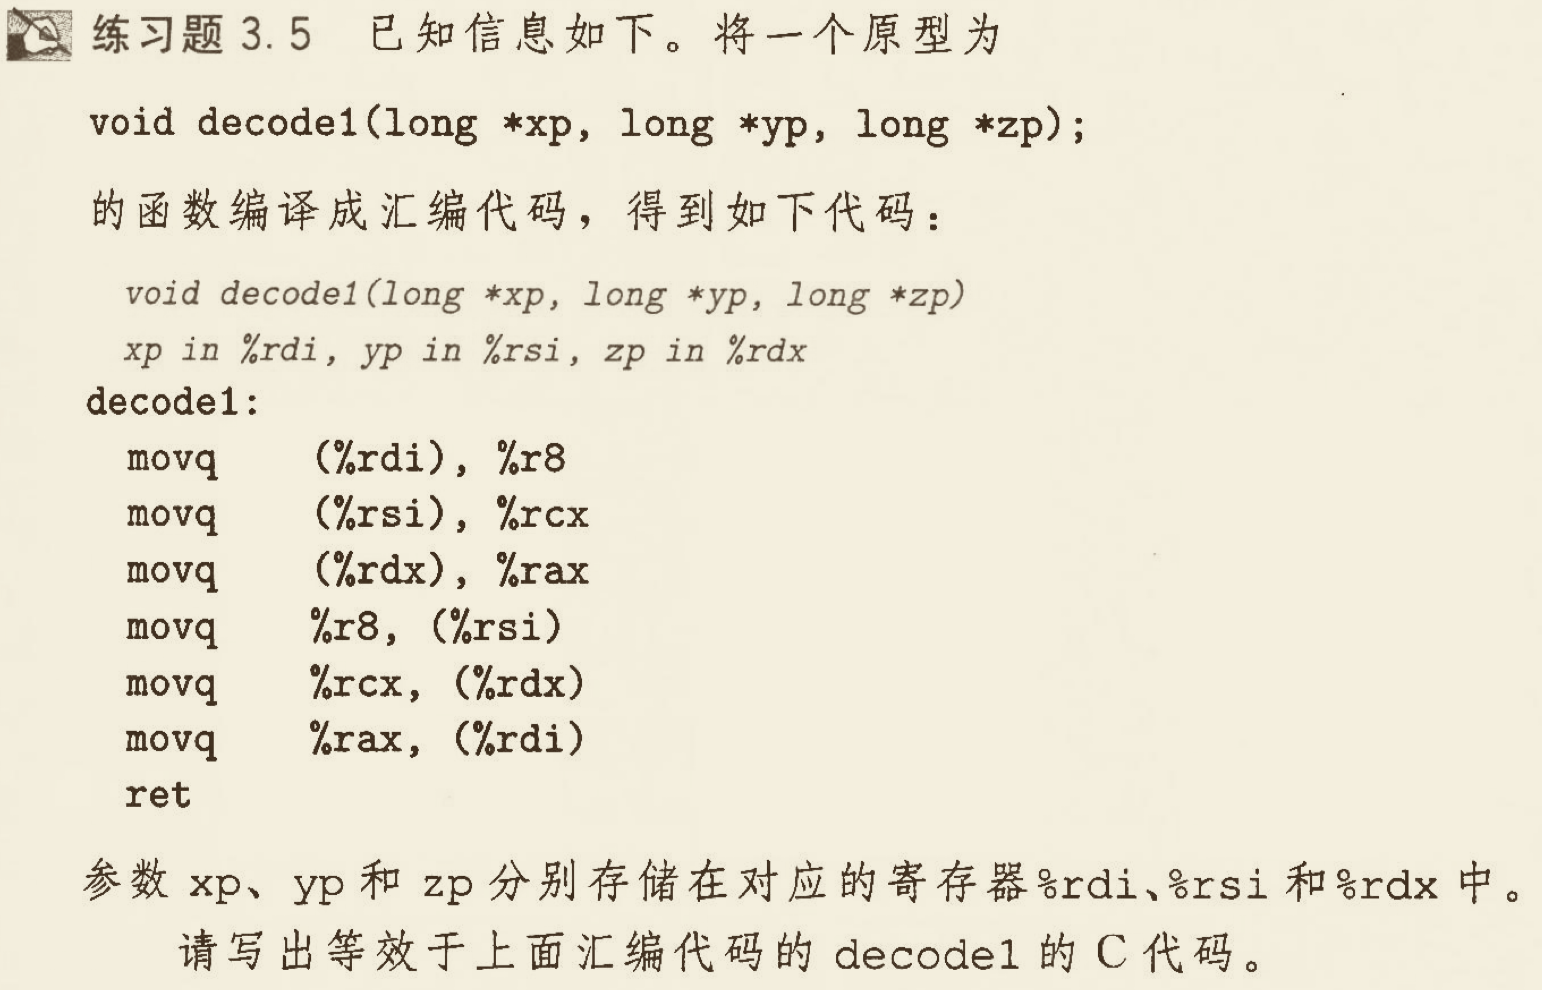 练习题 3.5 已知信息如下。将一个原型为
void decode1(long *xp, long *yp, long *zp);
的函数编译成汇编代码，得到如下代码：
void decode1(long *xp, long *yp, long *zp)
xp in %rdi, yp in %rsi, zp in %rdx
decode1:
movq (%rdi), %r8
movq (%rsi), %rcx
movq (%rdx), %rax
movq %r8, (%rsi)
movq %rcx, (%rdx)
movq %rax, (%rdi)
ret
参数 xp、yp 和 zp 分别存储在对应的寄存器%rdi、%rsi 和%rdx 中。
请写出等效于上面汇编代码的 decode1 的 C 代码。